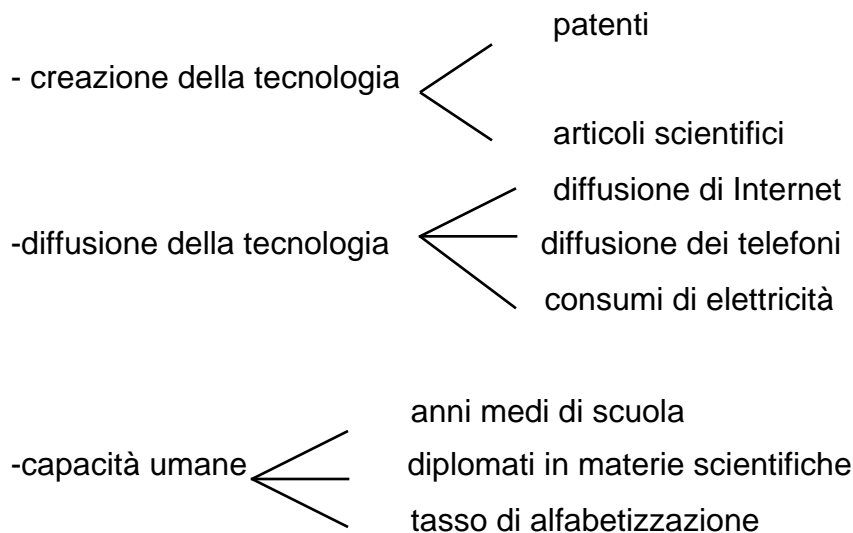 patenti
- creazione della tecnologia
articoli scientifici
diffusione di Internet
-diffusione della tecnologia
diffusione dei telefoni
consumi di elettricità
anni medi di scuola
-capacità umane
diplomati in materie scientifiche
tasso di alfabetizzazione